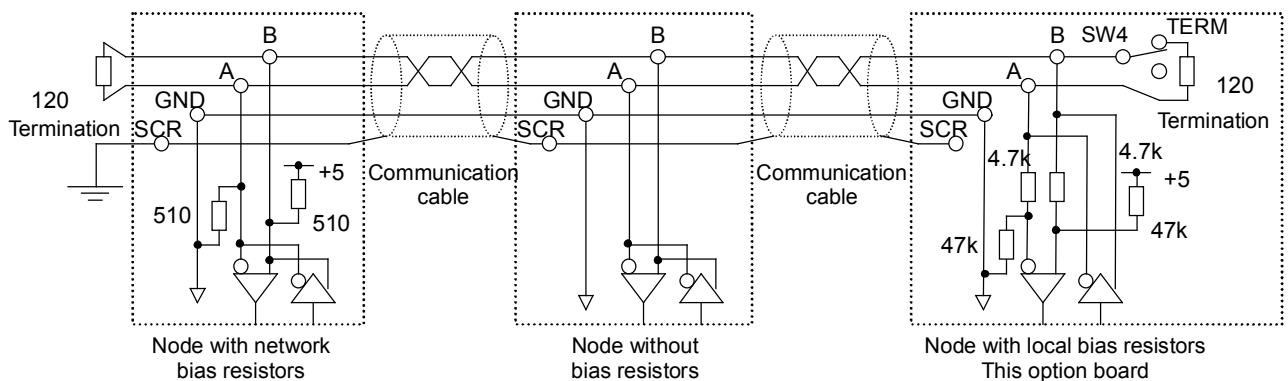 B
A
GND
SCR
120
Termination
+5
510
510
Node with network
bias resistors
Communication
cable
B
A
GND
SCR
Node without
bias resistors
Communication
cable
B
SW4
TERM
A
GND
SCR
120
Termination
4.7k
4.7k
+5
47k
47k
Node with local bias resistors
This option board